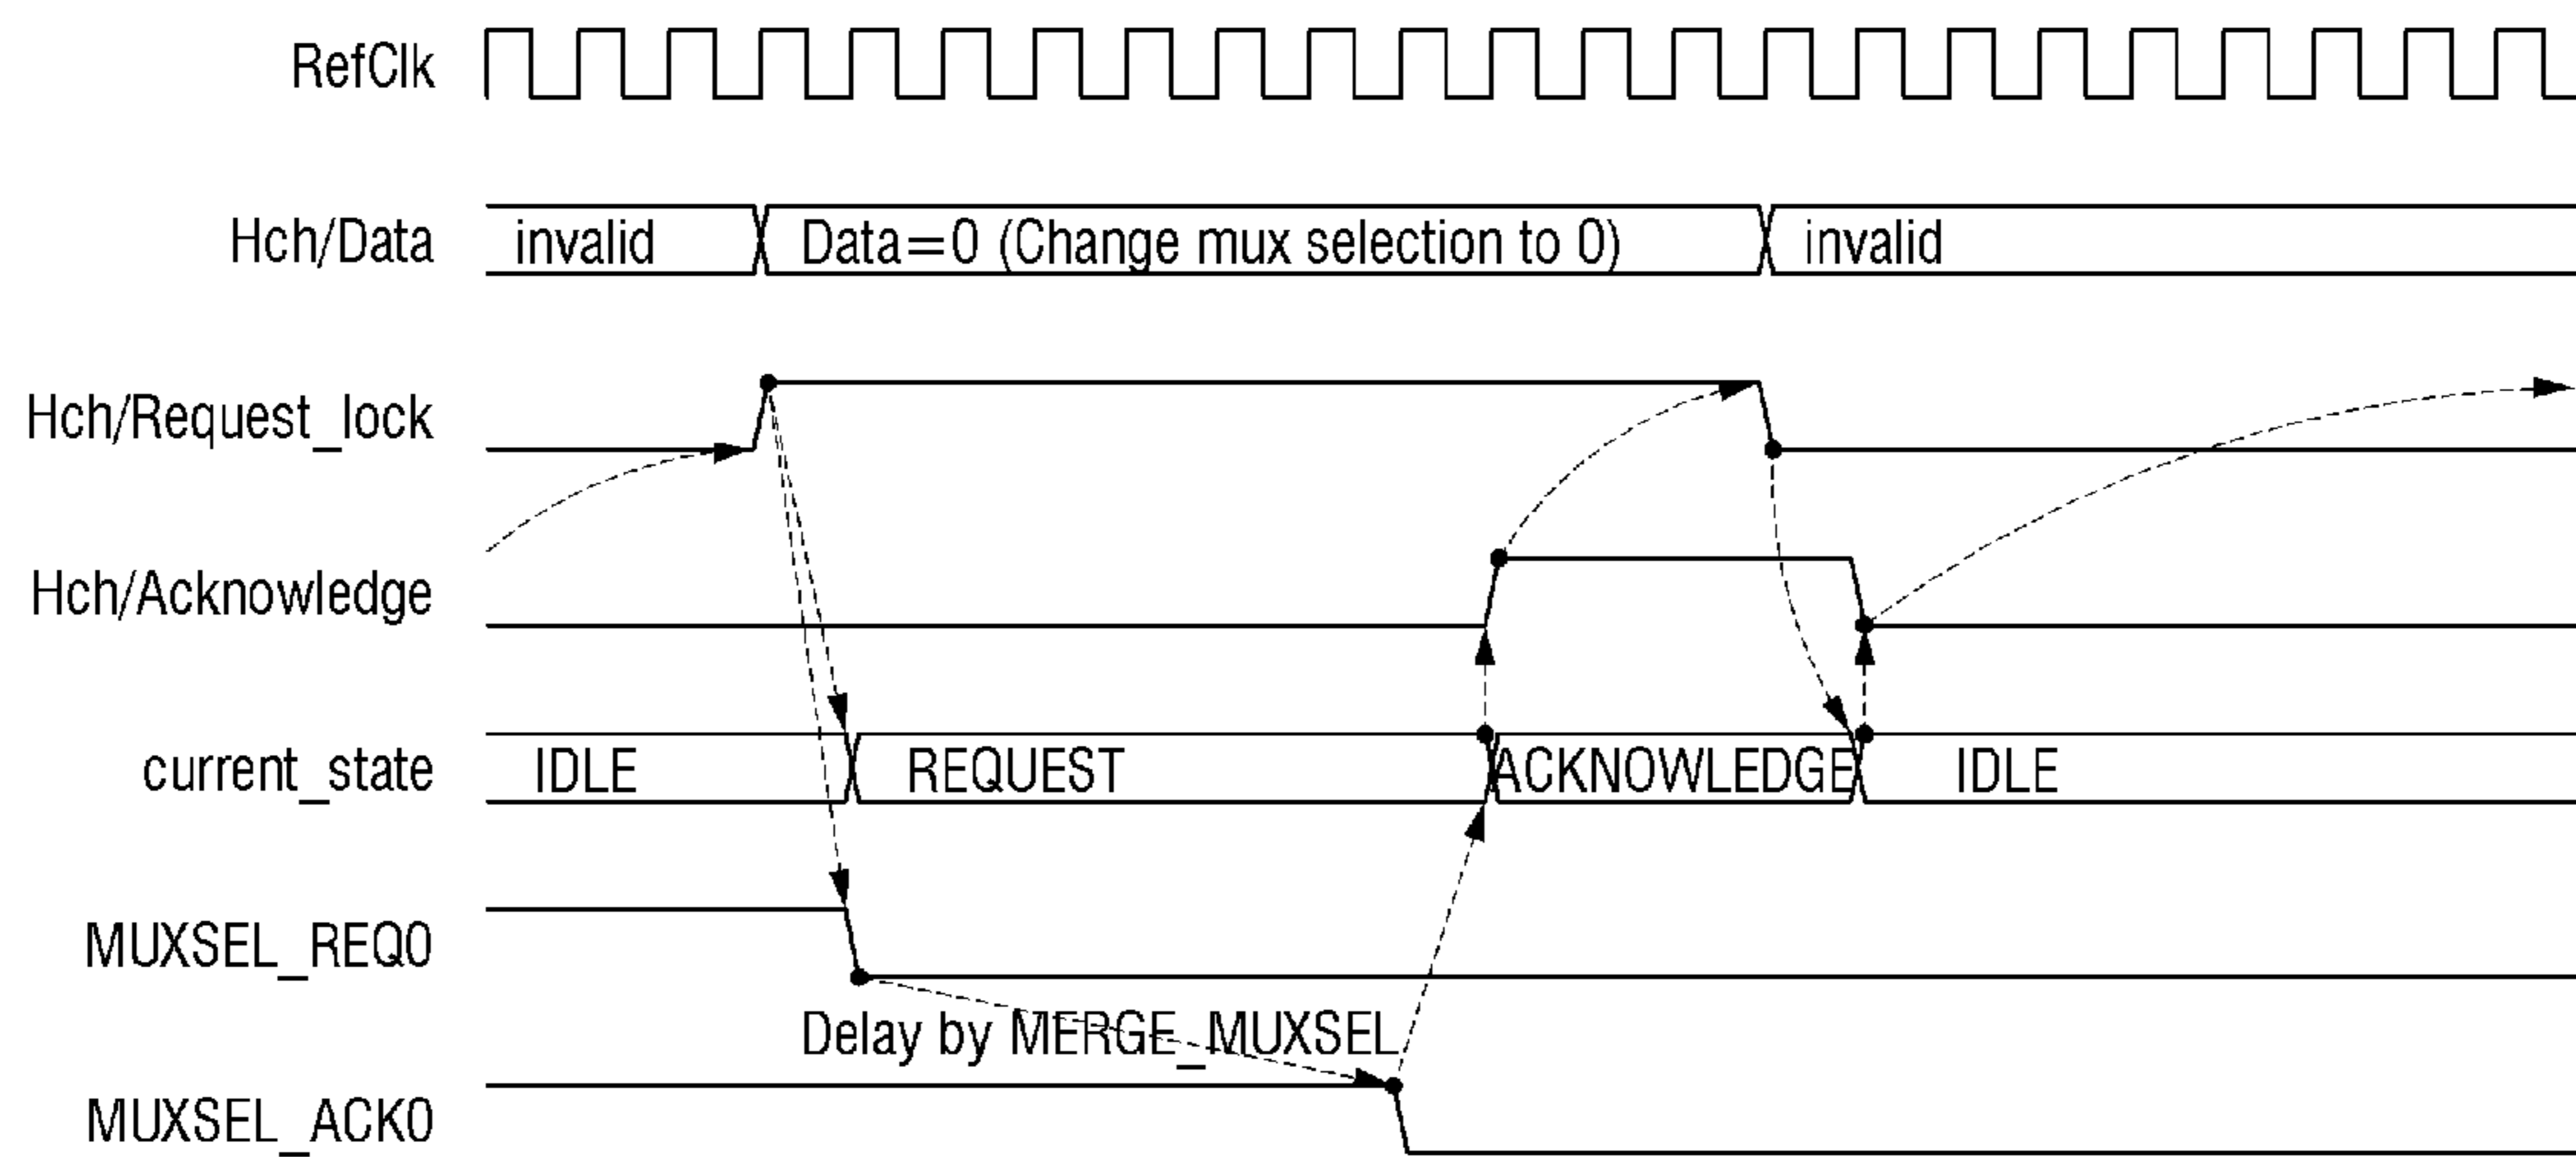 RefClk
Hch/Data
invalid
Data=0 (Change mux selection to 0)
invalid
Hch/Request_lock
Hch/Acknowledge
current_state
IDLE
REQUEST
ACKNOWLEDGE
IDLE
MUXSEL_REQ0
Delay by MERGE_MUXSEL
MUXSEL_ACK0